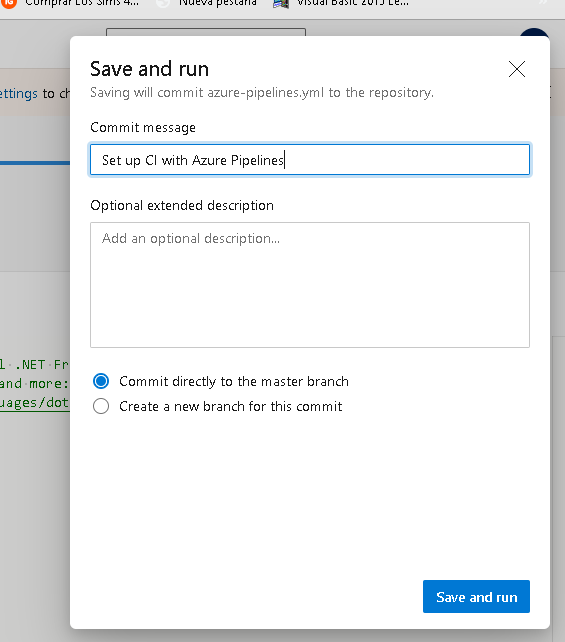 Comprar Los Sims 4...
Nueva pestaña
Visual Basic 2015 Le...
Save and run
Saving will commit azure-pipelines.yml to the repository.
ettings to ch
Commit message
Set up CI with Azure Pipelines
Optional extended description
Add an optional description...
l .NET Fr
and more:
uages/dot
Commit directly to the master branch
Create a new branch for this commit
Save and run